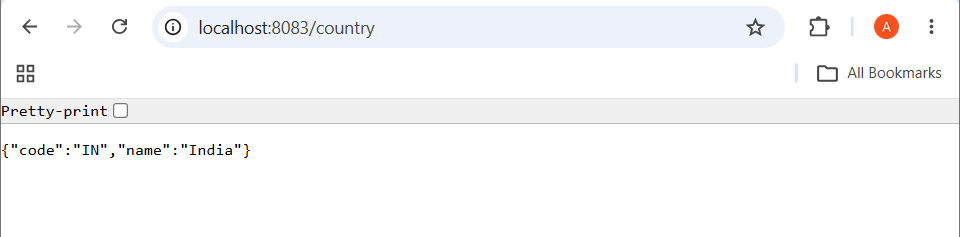 localhost:8083/country
A
All Bookmarks
Pretty-print
{"code":"IN","name":"India"}